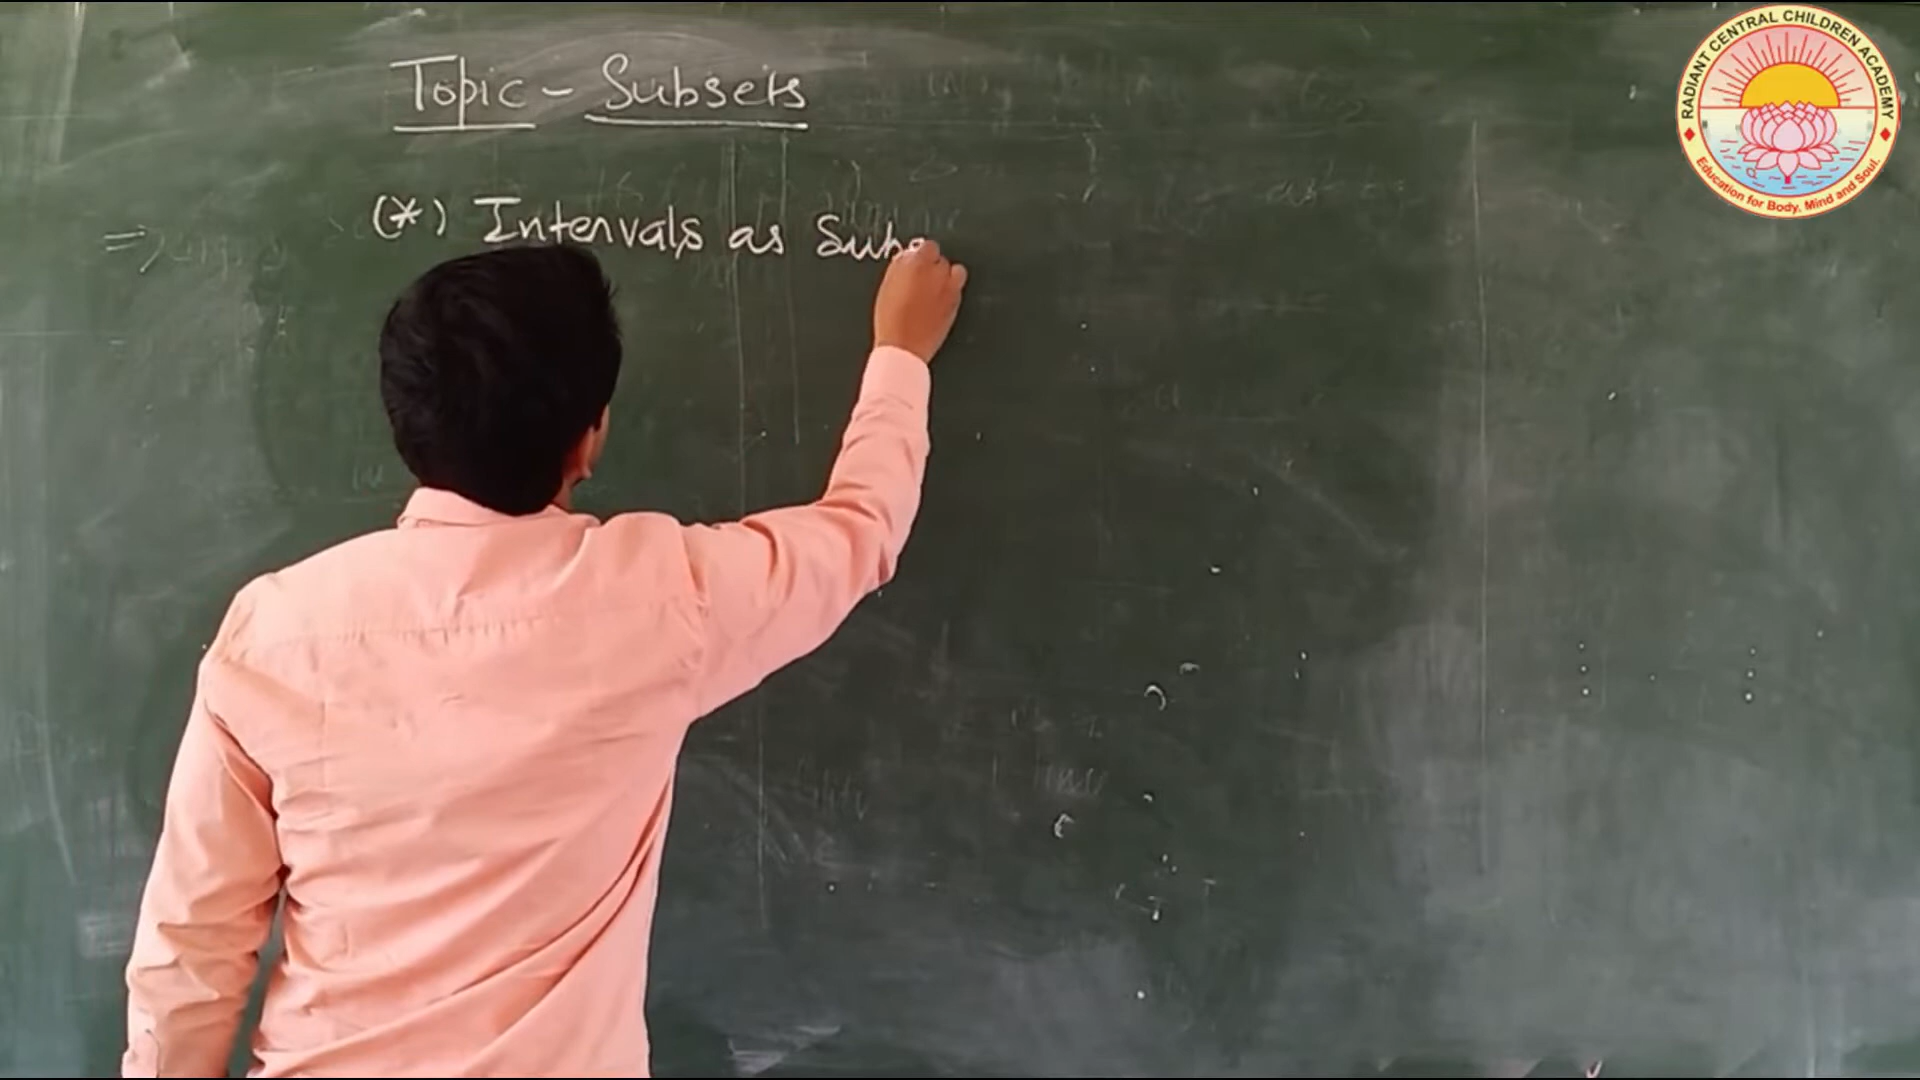 Topic - Subsets
(*) Intervals as Subs
=>
RADIANT CENTRAL CHILDREN ACADEMY
Education for Body, Mind and Soul.